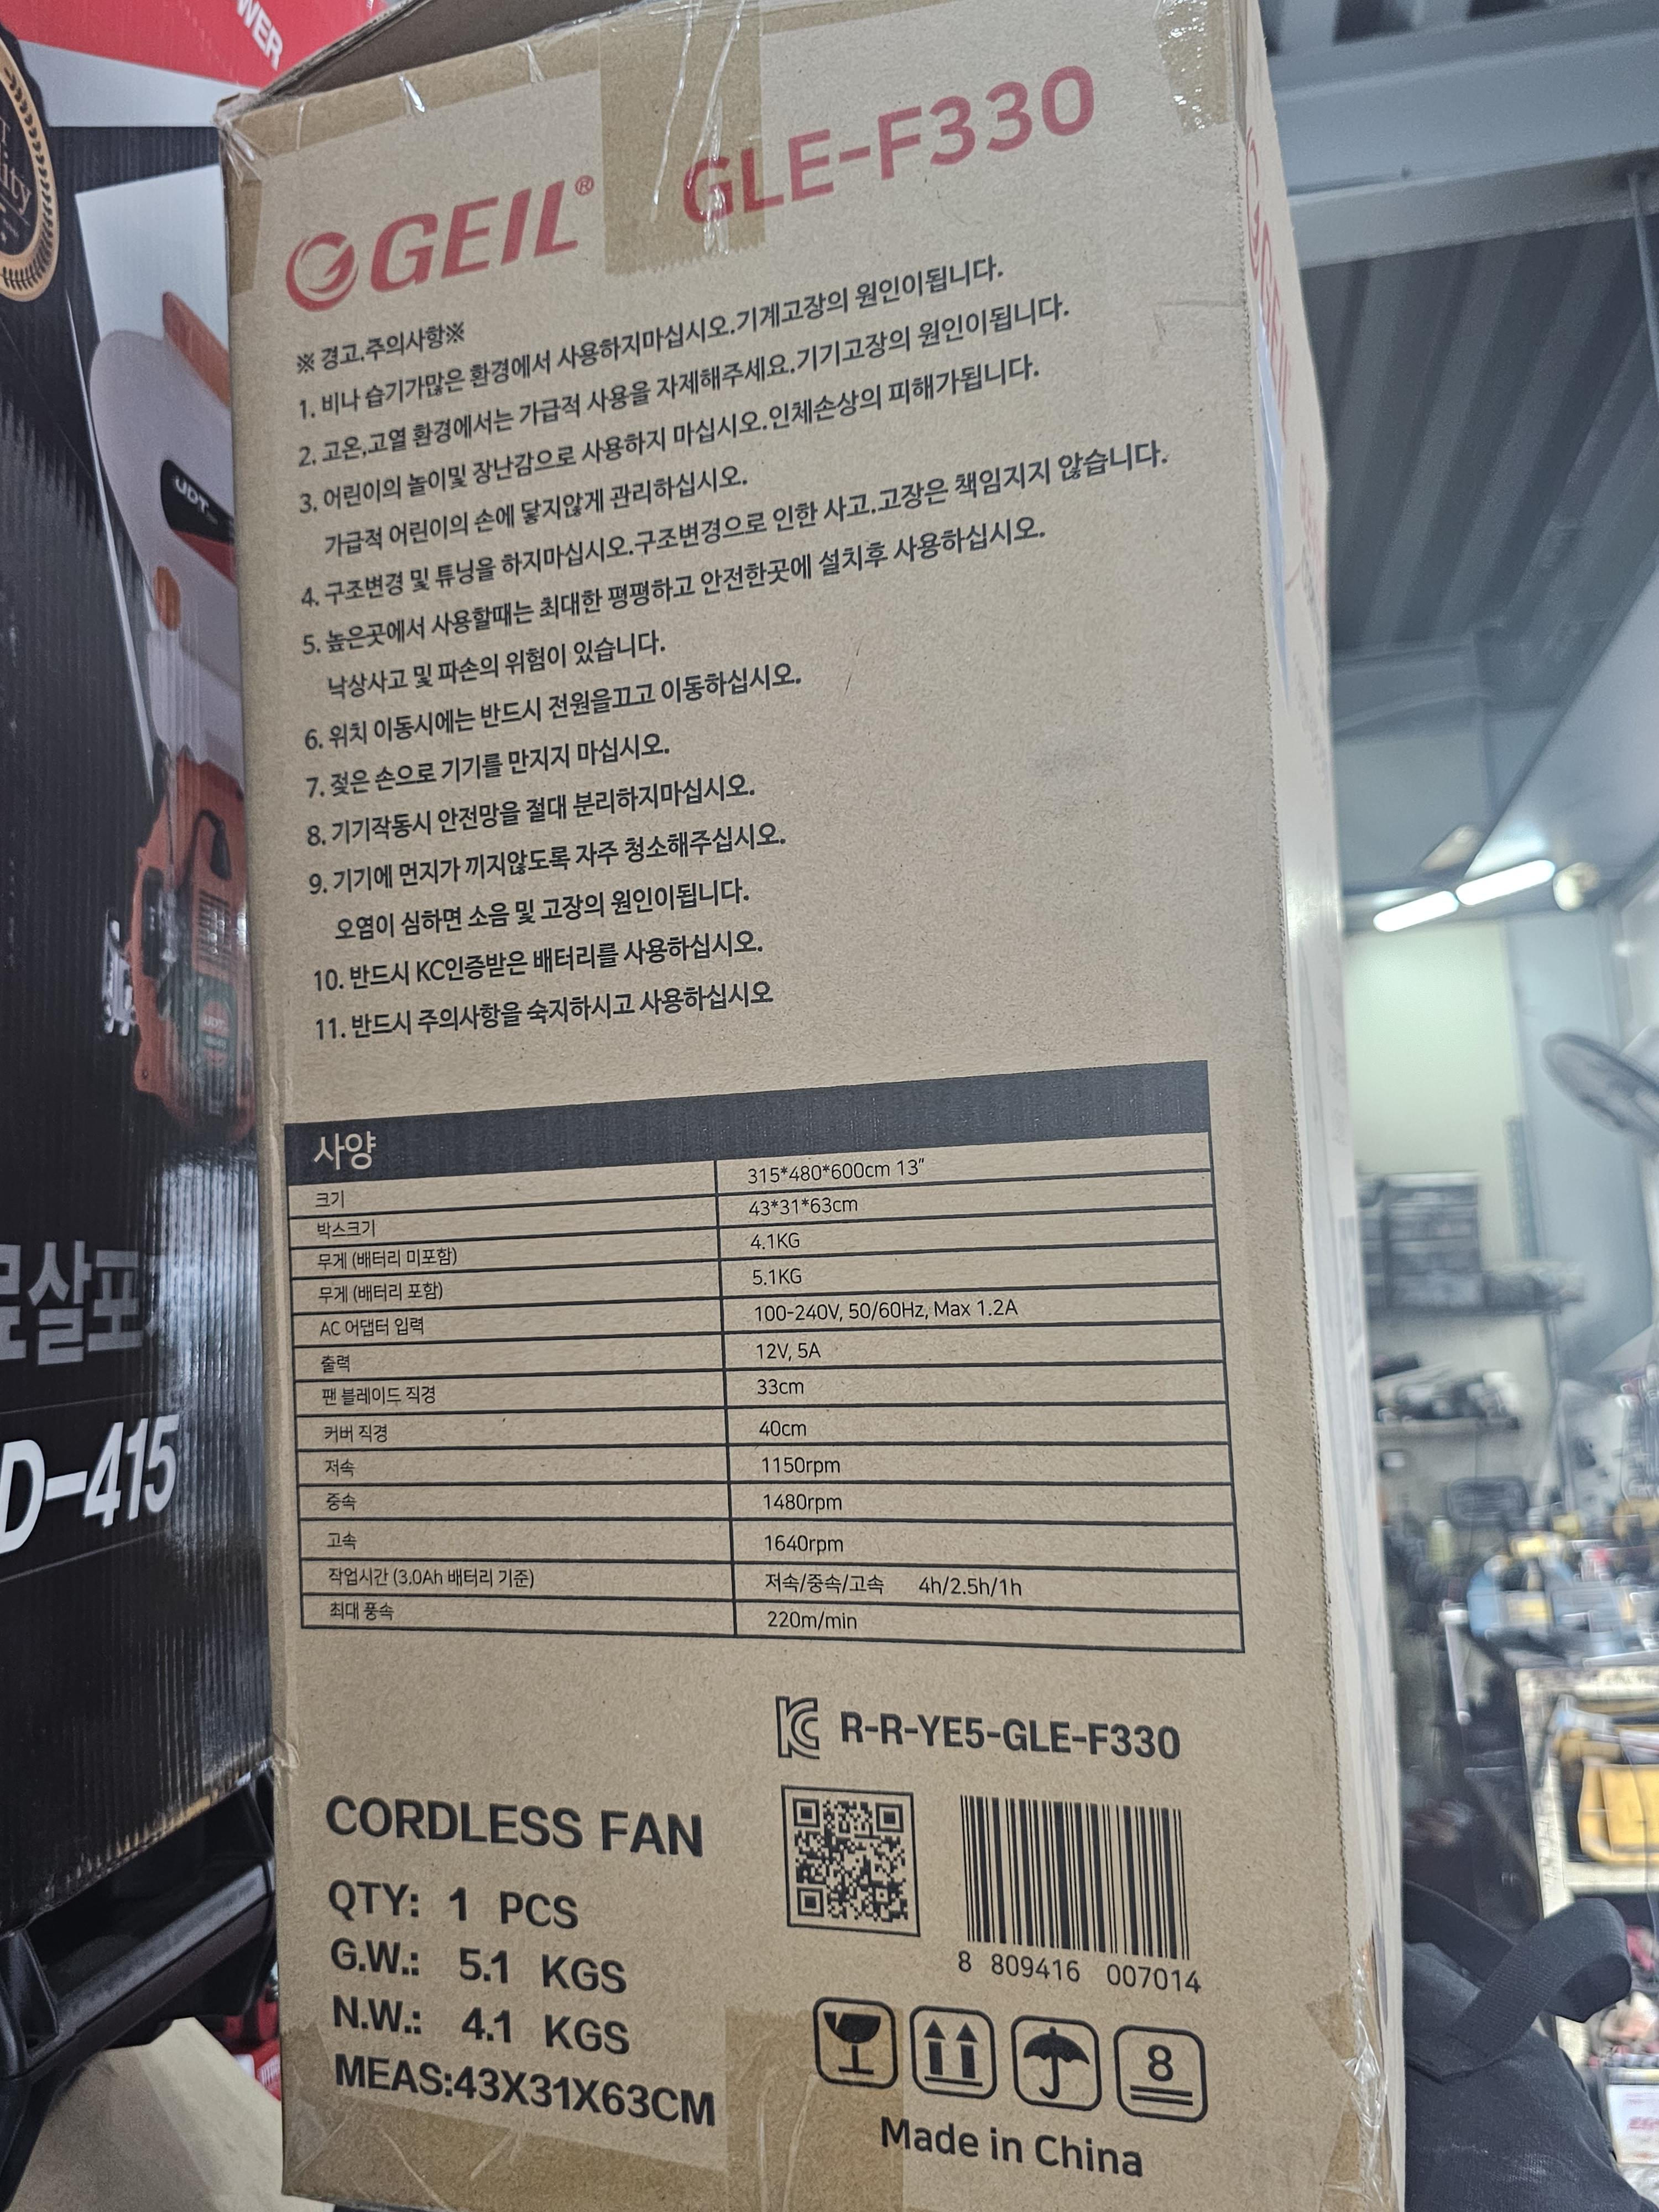 WER
GEIL® GLE-F330
※ 경고.주의사항※
1. 비나 습기가많은 환경에서 사용하지마십시오.기계고장의 원인이됩니다.
2. 고온,고열 환경에서는 가급적 사용을 자제해주세요.기기고장의 원인이됩니다.
3. 어린이의 놀이및 장난감으로 사용하지 마십시오.인체손상의 피해가됩니다.
가급적 어린이의 손에 닿지않게 관리하십시오.
4. 구조변경 및 튜닝을 하지마십시오.구조변경으로 인한 사고.고장은 책임지지 않습니다.
5. 높은곳에서 사용할때는 최대한 평평하고 안전한곳에 설치후 사용하십시오.
낙상사고 및 파손의 위험이 있습니다.
6. 위치 이동시에는 반드시 전원을끄고 이동하십시오.
7. 젖은 손으로 기기를 만지지 마십시오.
8. 기기작동시 안전망을 절대 분리하지마십시오.
9. 기기에 먼지가 끼지않도록 자주 청소해주십시오.
오염이 심하면 소음 및 고장의 원인이됩니다.
10. 반드시 KC인증받은 배터리를 사용하십시오.
11. 반드시 주의사항을 숙지하시고 사용하십시오
사양
크기 315*480*600cm 13"
박스크기 43*31*63cm
무게 (배터리 미포함) 4.1KG
무게 (배터리 포함) 5.1KG
AC 어댑터 입력 100-240V, 50/60Hz, Max 1.2A
출력 12V, 5A
팬 블레이드 직경 33cm
커버 직경 40cm
저속 1150rpm
중속 1480rpm
고속 1640rpm
작업시간 (3.0Ah 배터리 기준) 저속/중속/고속 4h/2.5h/1h
최대 풍속 220m/min
R-R-YE5-GLE-F330
CORDLESS FAN
QTY: 1 PCS
G.W.: 5.1 KGS
N.W.: 4.1 KGS
MEAS:43X31X63CM
8 809416 007014
8
Made in China
JDT
살포
D-415
GEIL